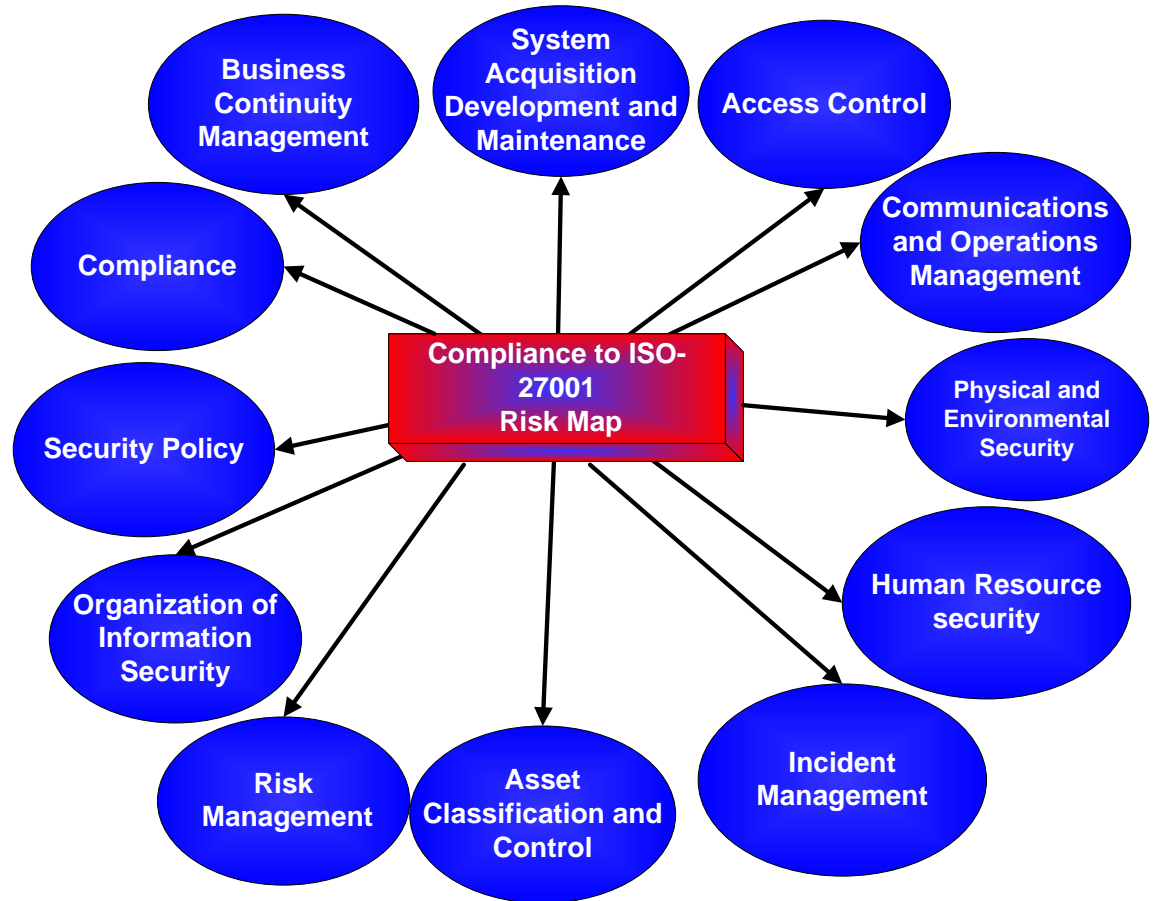 System
Acquisition
Development and
Maintenance
Business
Continuity
Management
Access Control
Communications
and Operations
Management
Compliance
Compliance to ISO-
27001
Risk Map
Physical and
Environmental
Security
Security Policy
Human Resource
security
Organization of
Information
Security
Incident
Management
Risk
Management
Asset
Classification and
Control